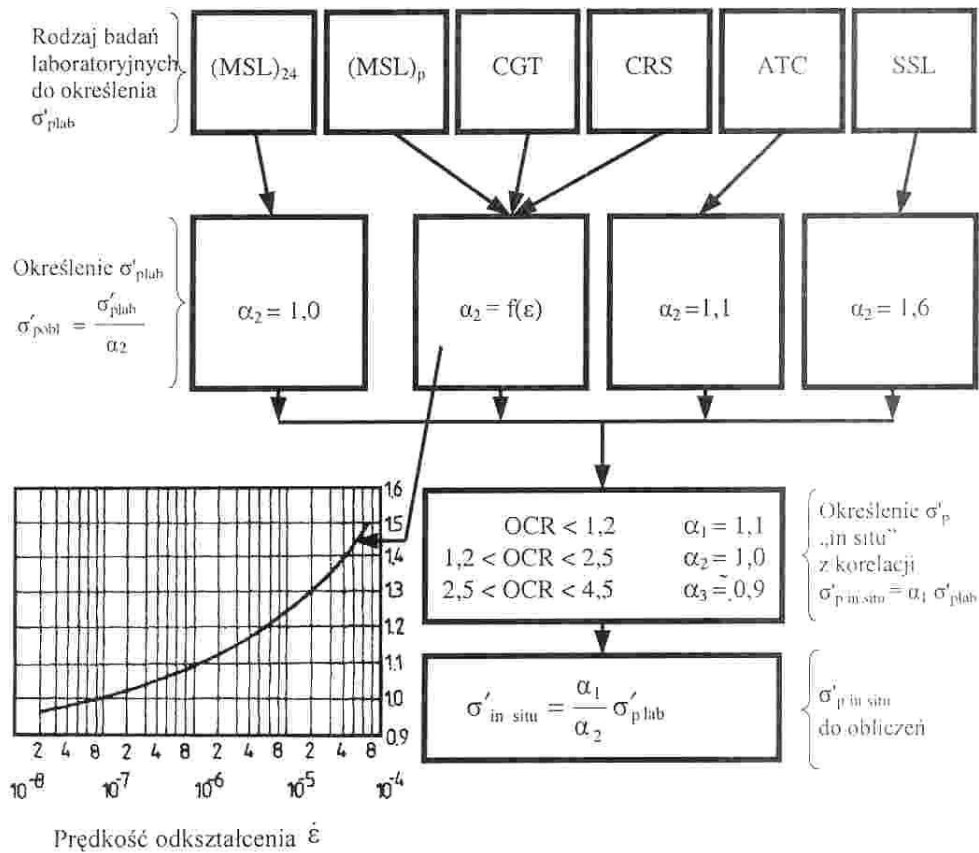 Rodzaj badań
laboratoryjnych
do określenia
σ'plab
(MSL)24
(MSL)p
CGT
CRS
ATC
SSL
Określenie σ'plab
σ'pobl = σ'plab / α2
α2 = 1,0
α2 = f(ε)
α2 =1,1
α2 = 1,6
1,6
1,5
1,4
1,3
1,2
1,1
1,0
0,9
2 4 8 2 4 8 2 4 8 2 4 8
10-8 10-7 10-6 10-5 10-4
Prędkość odkształcenia ε̇
OCR < 1,2 α1 = 1,1
1,2 < OCR < 2,5 α2 = 1,0
2,5 < OCR < 4,5 α3 = 0,9
Określenie σ'p
„in situ”
z korelacji
σ'p in situ = α1 σ'plab
σ'in situ = α1 / α2 σ'p lab
σ'p in situ
do obliczeń